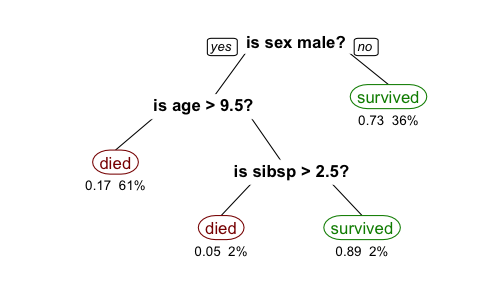 yes is sex male? no
survived
0.73 36%
is age > 9.5?
died
0.17 61%
is sibsp > 2.5?
died survived
0.05 2% 0.89 2%